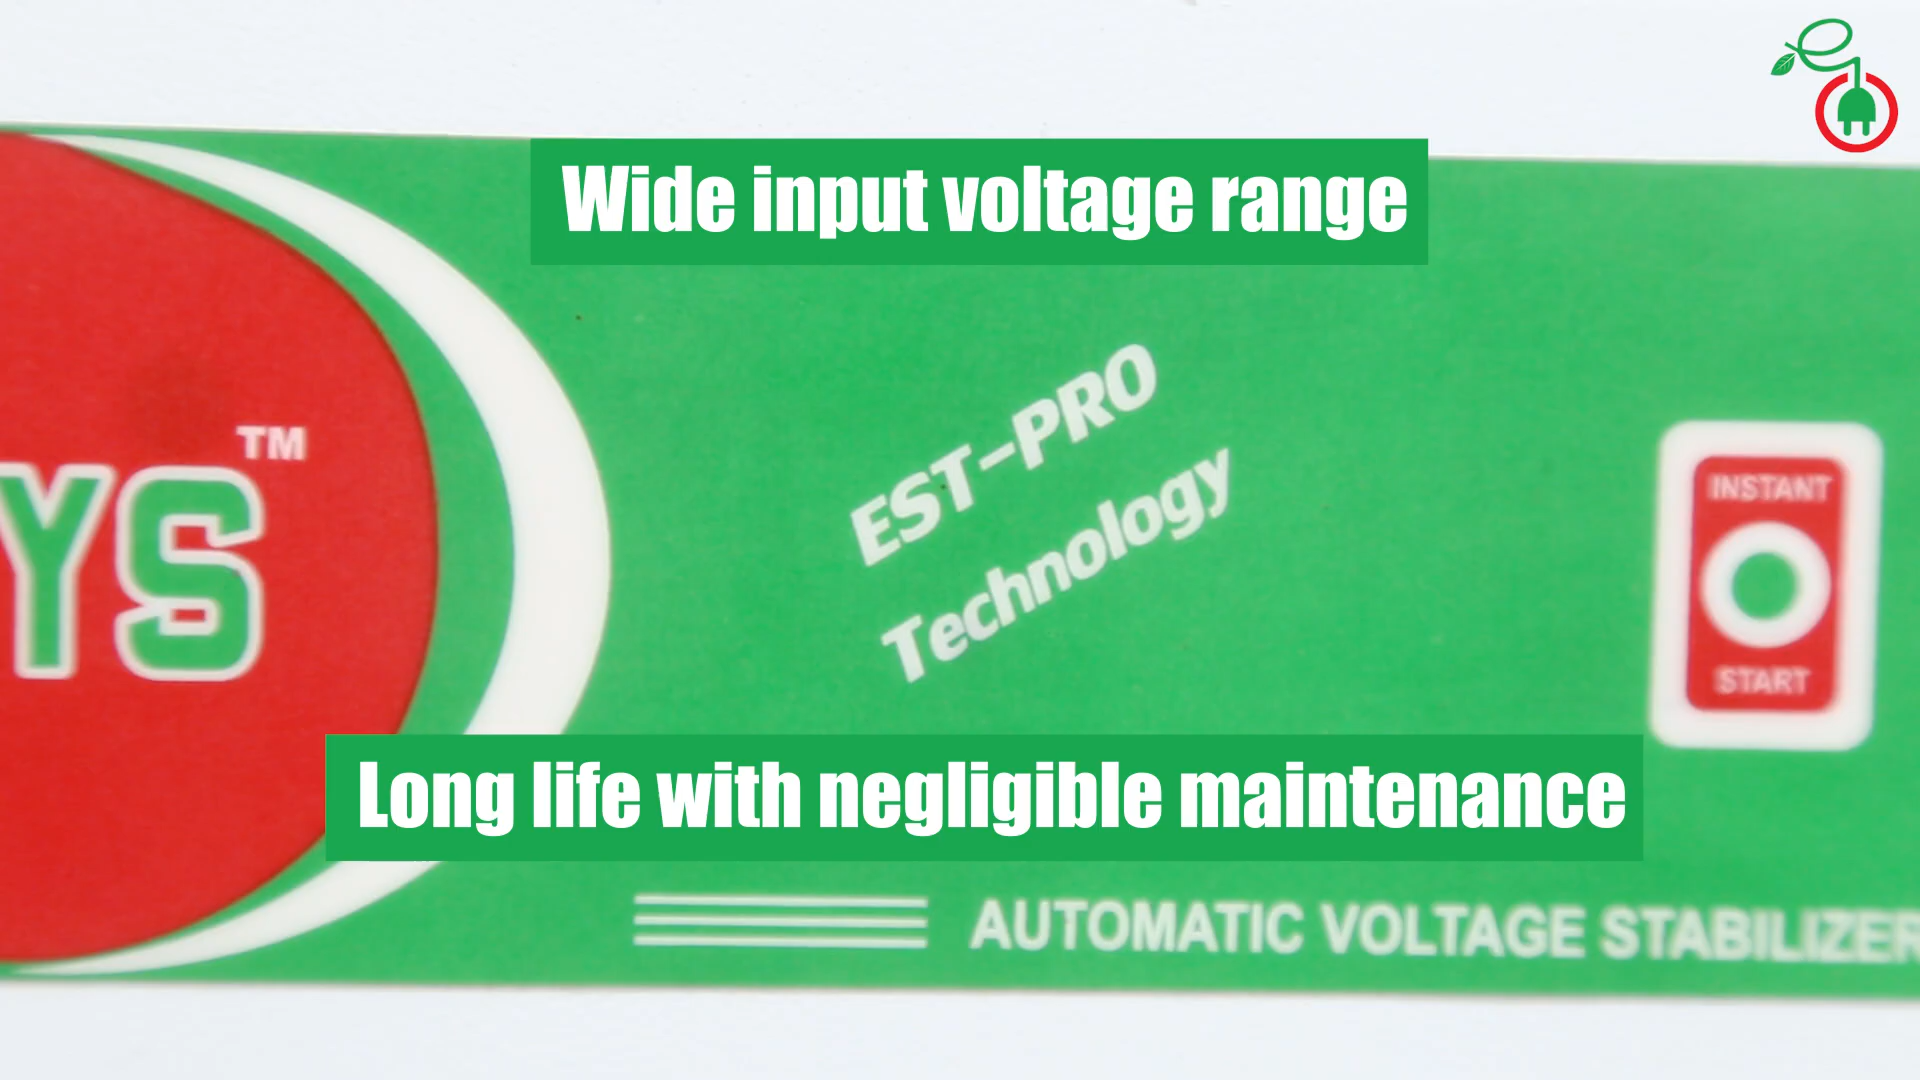 Wide input voltage range
EST-PRO
Technology
YS
TM
INSTANT
START
Long life with negligible maintenance
AUTOMATIC VOLTAGE STABILIZER